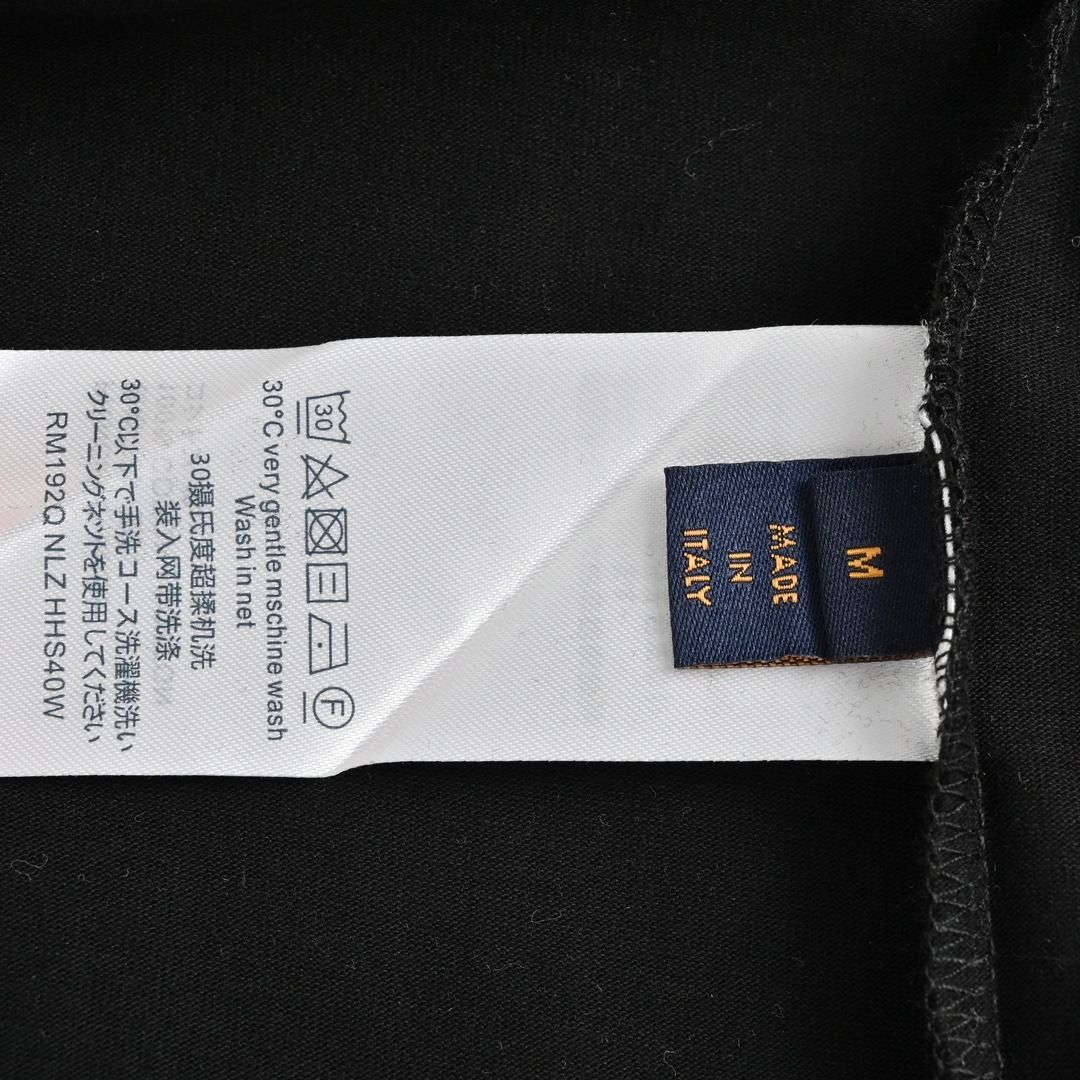 M
MADE
IN
ITALY
30
F
30°C very gentle mschine wash
Wash in net
30摄氏度超揉机洗
装入网带洗涤
30°C以下で手洗コース洗濯機洗い
クリーニングネットを使用してください
RM192Q NLZ HHS40W